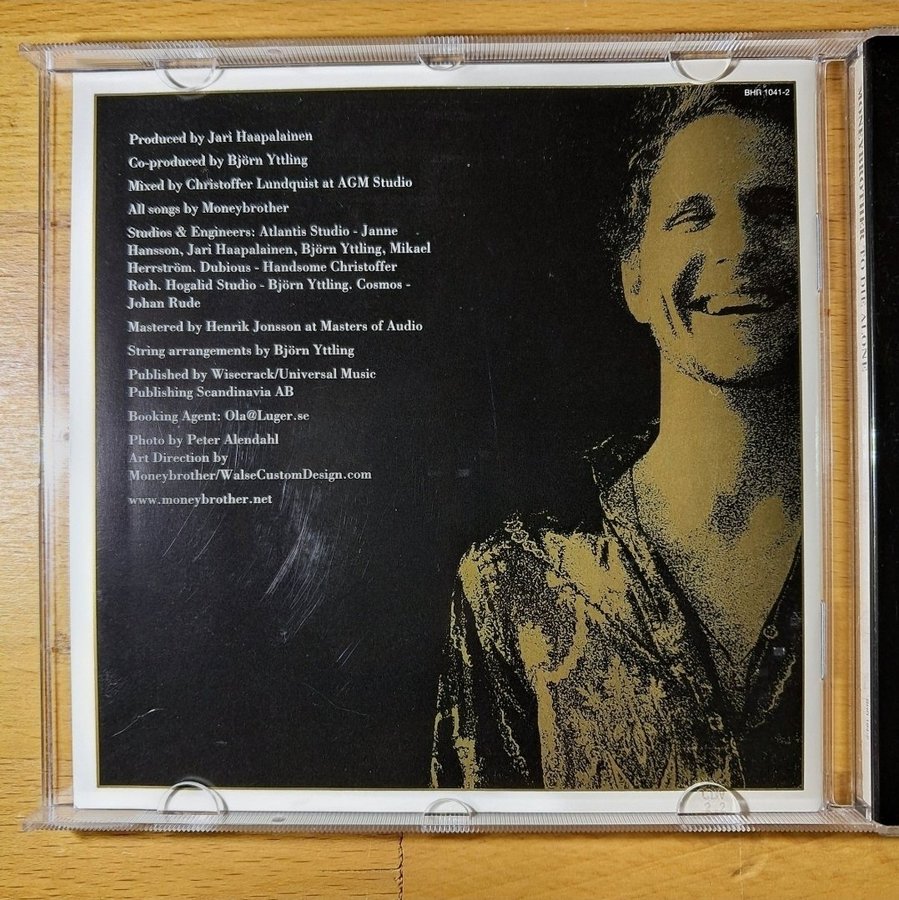 BHR 1041-2
Produced by Jari Haapalainen
Co-produced by Björn Yttling
Mixed by Christoffer Lundquist at AGM Studio
All songs by Moneybrother
Studios & Engineers: Atlantis Studio - Janne
Hansson, Jari Haapalainen, Björn Yttling, Mikael
Herrström. Dubious - Handsome Christoffer
Roth. Hogalid Studio - Björn Yttling. Cosmos -
Johan Rude
Mastered by Henrik Jonsson at Masters of Audio
String arrangements by Björn Yttling
Published by Wisecrack/Universal Music
Publishing Scandinavia AB
Booking Agent: Ola@Luger.se
Photo by Peter Alendahl
Art Direction by
Moneybrother/WalseCustomDesign.com
www.moneybrother.net
MONEYBROTHER TO DIE ALONE